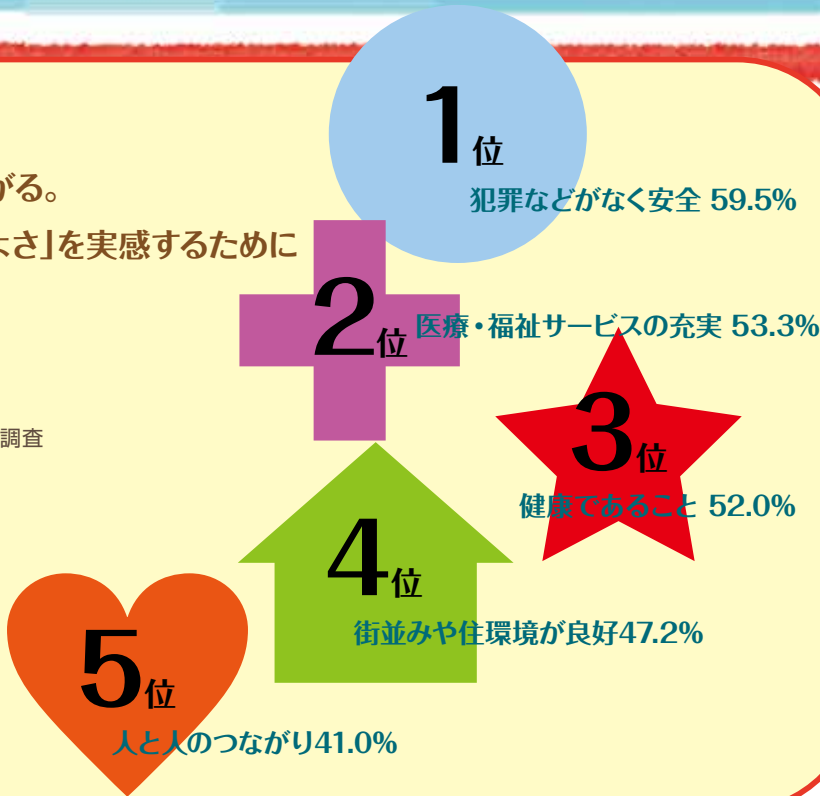 がる。
よさ」を実感するために
調査
1位
犯罪などがなく安全 59.5%
2位
医療・福祉サービスの充実 53.3%
3位
健康であること 52.0%
4位
街並みや住環境が良好47.2%
5位
人と人のつながり41.0%